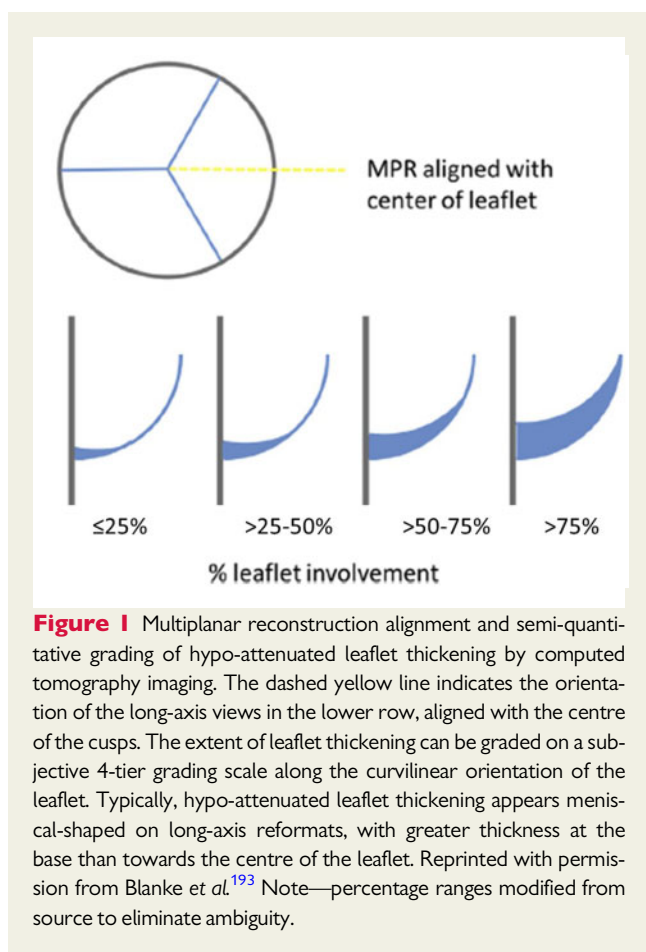 MPR aligned with
center of leaflet
≤25% >25-50% >50-75% >75%
% leaflet involvement
Figure 1 Multiplanar reconstruction alignment and semi-quanti-
tative grading of hypo-attenuated leaflet thickening by computed
tomography imaging. The dashed yellow line indicates the orienta-
tion of the long-axis views in the lower row, aligned with the centre
of the cusps. The extent of leaflet thickening can be graded on a sub-
jective 4-tier grading scale along the curvilinear orientation of the
leaflet. Typically, hypo-attenuated leaflet thickening appears menis-
cal-shaped on long-axis reformats, with greater thickness at the
base than towards the centre of the leaflet. Reprinted with permis-
sion from Blanke et al.193 Note—percentage ranges modified from
source to eliminate ambiguity.